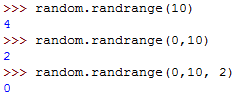 >>> random.randrange(10)
4
>>> random.randrange(0,10)
2
>>> random.randrange(0,10, 2)
0